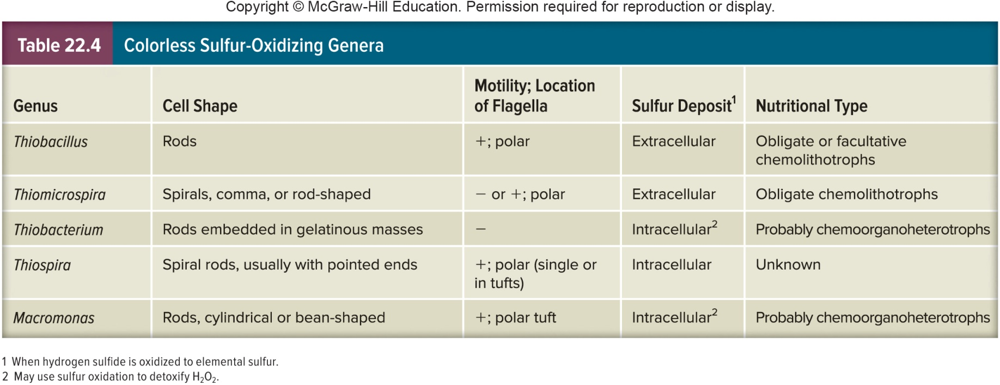 Copyright © McGraw-Hill Education. Permission required for reproduction or display.
Table 22.4 Colorless Sulfur-Oxidizing Genera
Genus Cell Shape Motility; Location of Flagella Sulfur Deposit¹ Nutritional Type
Thiobacillus Rods +; polar Extracellular Obligate or facultative chemolithotrophs
Thiomicrospira Spirals, comma, or rod-shaped − or +; polar Extracellular Obligate chemolithotrophs
Thiobacterium Rods embedded in gelatinous masses − Intracellular² Probably chemoorganoheterotrophs
Thiospira Spiral rods, usually with pointed ends +; polar (single or in tufts) Intracellular Unknown
Macromonas Rods, cylindrical or bean-shaped +; polar tuft Intracellular² Probably chemoorganoheterotrophs
1 When hydrogen sulfide is oxidized to elemental sulfur.
2 May use sulfur oxidation to detoxify H₂O₂.